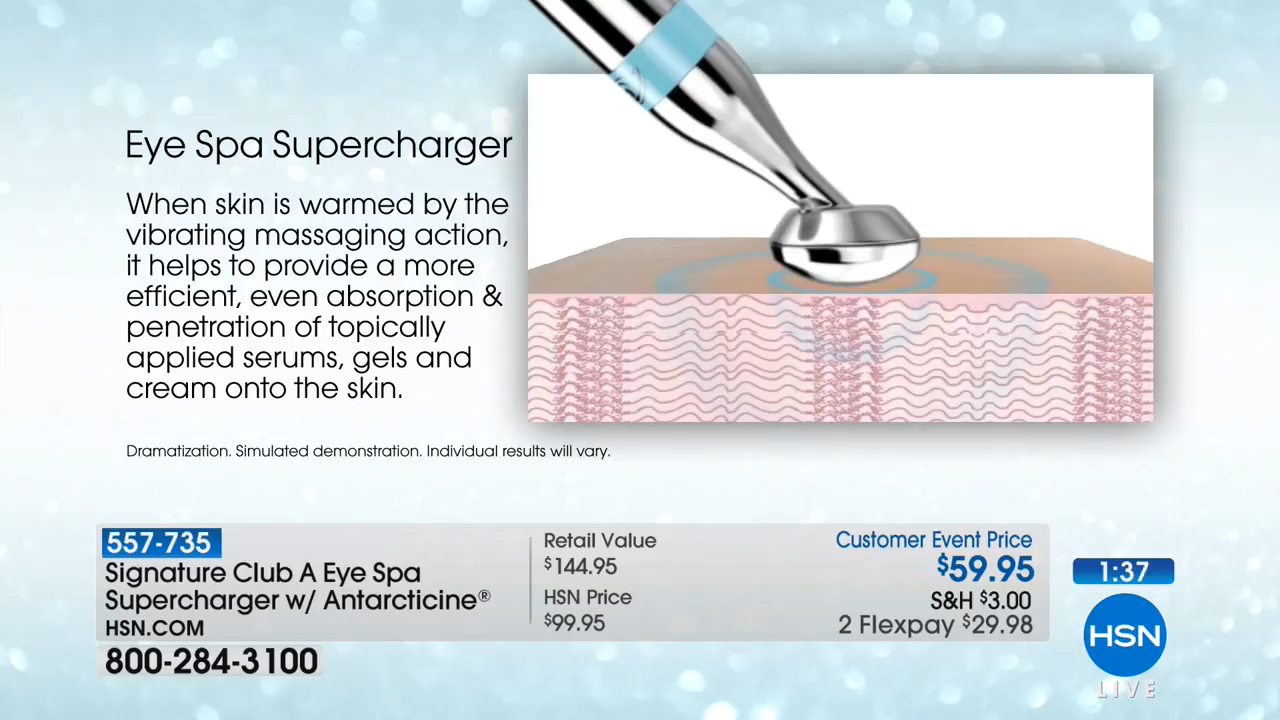 Eye Spa Supercharger
When skin is warmed by the
vibrating massaging action,
it helps to provide a more
efficient, even absorption &
penetration of topically
applied serums, gels and
cream onto the skin.
Dramatization. Simulated demonstration. Individual results will vary.
557-735
Signature Club A Eye Spa
Supercharger w/ Antarcticine®
HSN.COM
800-284-3100
Retail Value
$144.95
HSN Price
$99.95
Customer Event Price
$59.95
S&H $3.00
2 Flexpay $29.98
1:37
HSN
LIVE